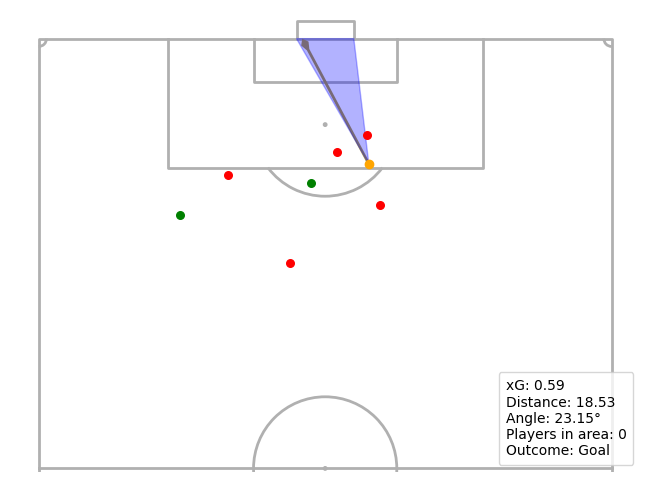 xG: 0.59
Distance: 18.53
Angle: 23.15°
Players in area: 0
Outcome: Goal